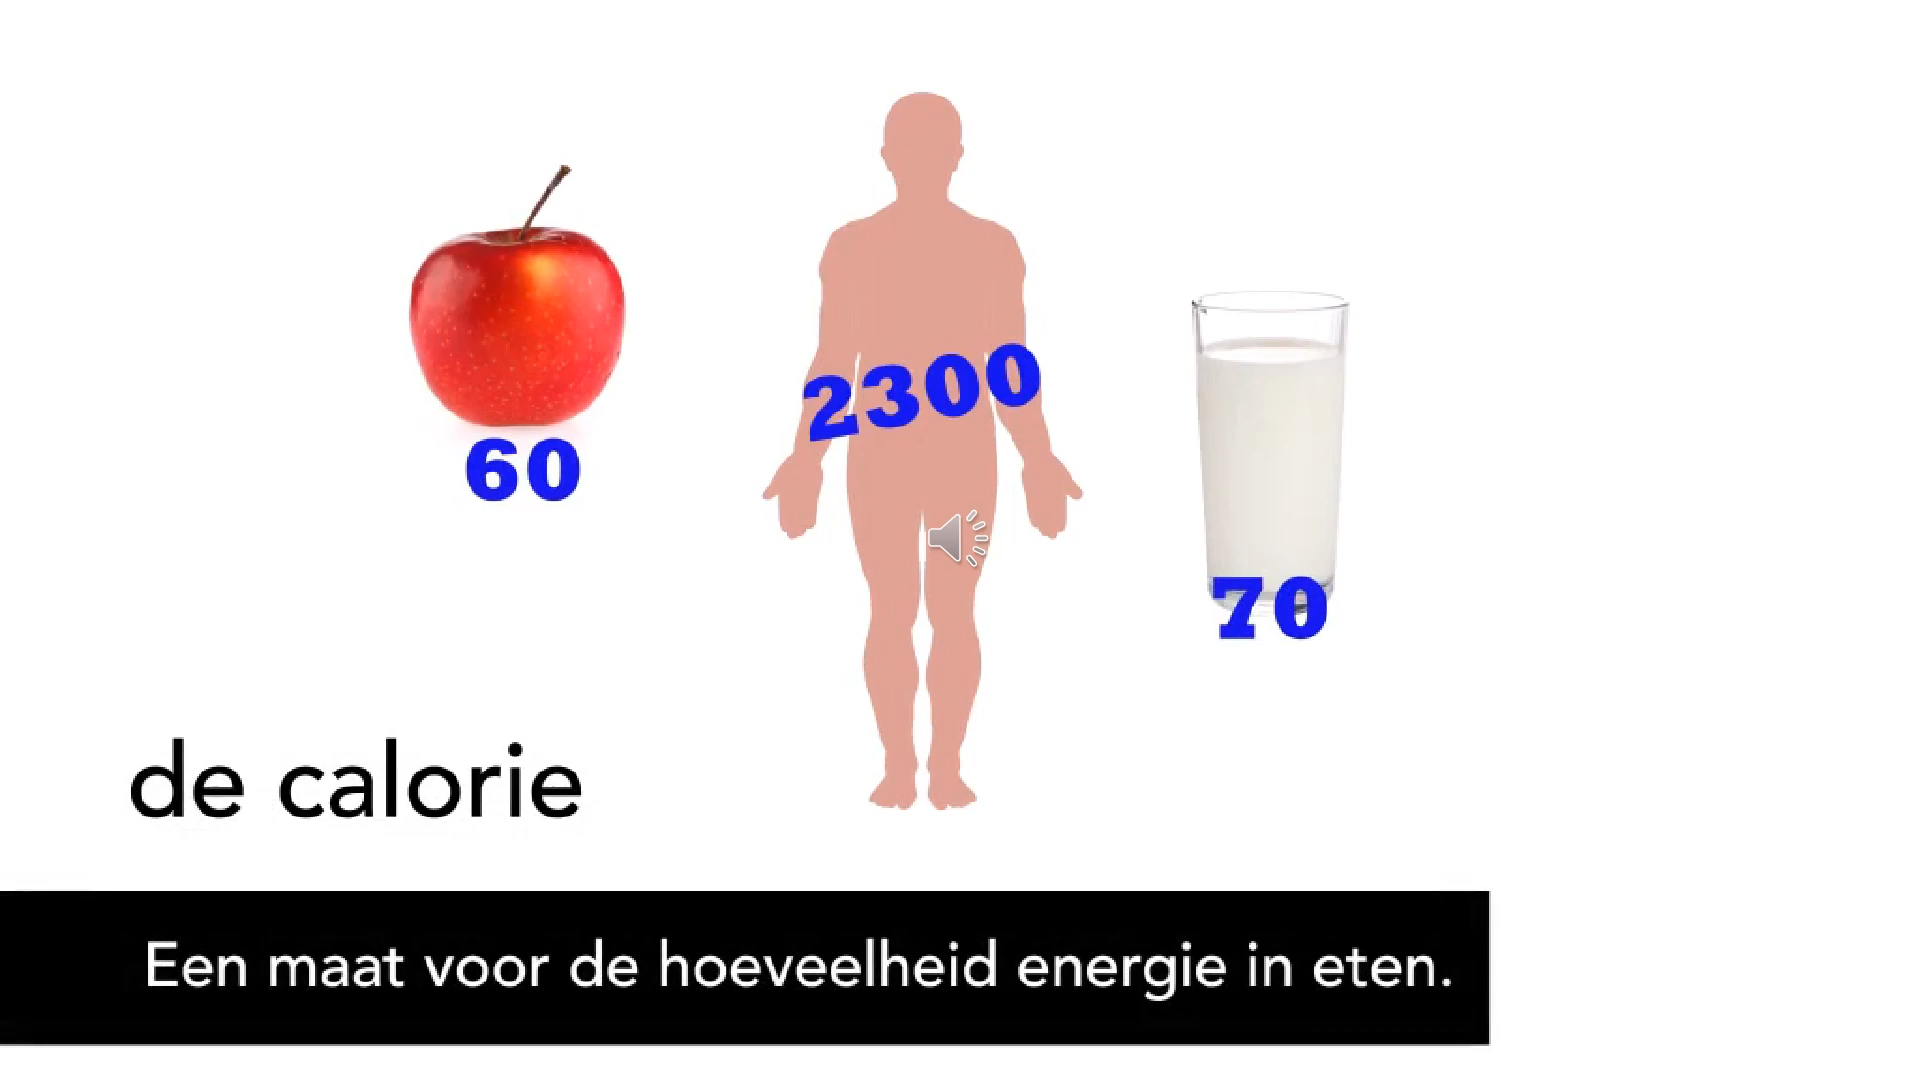 2300
60
70
de calorie
Een maat voor de hoeveelheid energie in eten.